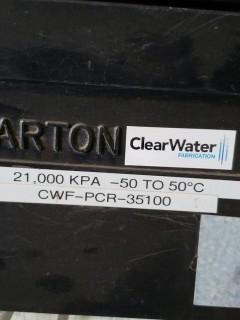 ARTON
ClearWater
FABRICATION
21,000 KPA -50 TO 50°C
CWF-PCR-35100